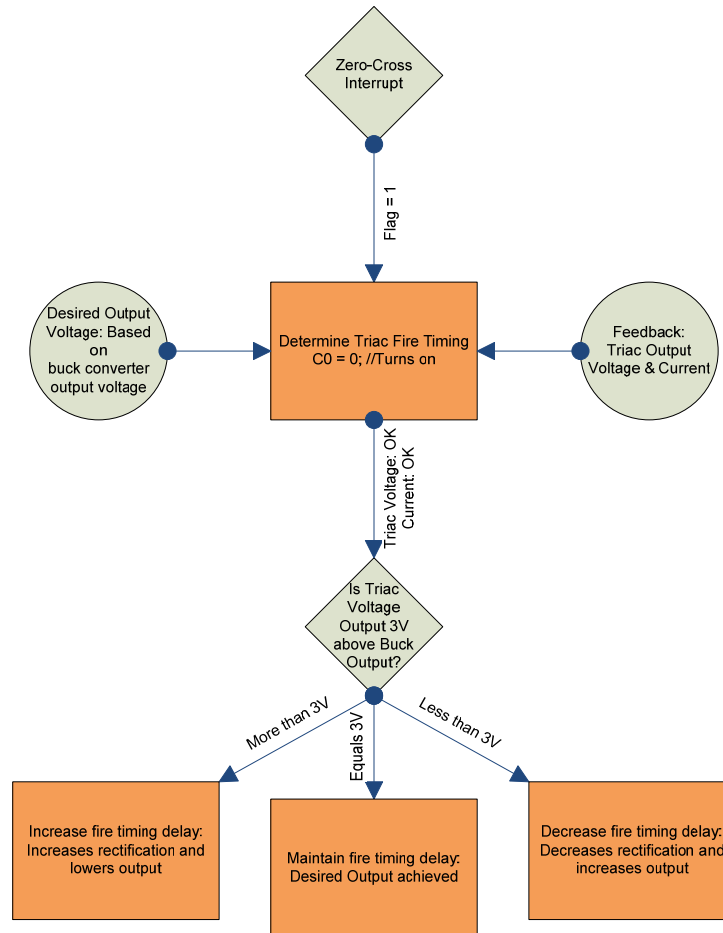 Zero-Cross
Interrupt
Flag = 1
Desired Output
Voltage: Based
on
buck converter
output voltage
Determine Triac Fire Timing
C0 = 0; //Turns on
Feedback:
Triac Output
Voltage & Current
Triac Voltage: OK
Current: OK
Is Triac
Voltage
Output 3V
above Buck
Output?
More than 3V
Equals 3V
Less than 3V
Increase fire timing delay:
Increases rectification and
lowers output
Maintain fire timing delay:
Desired Output achieved
Decrease fire timing delay:
Decreases rectification and
increases output